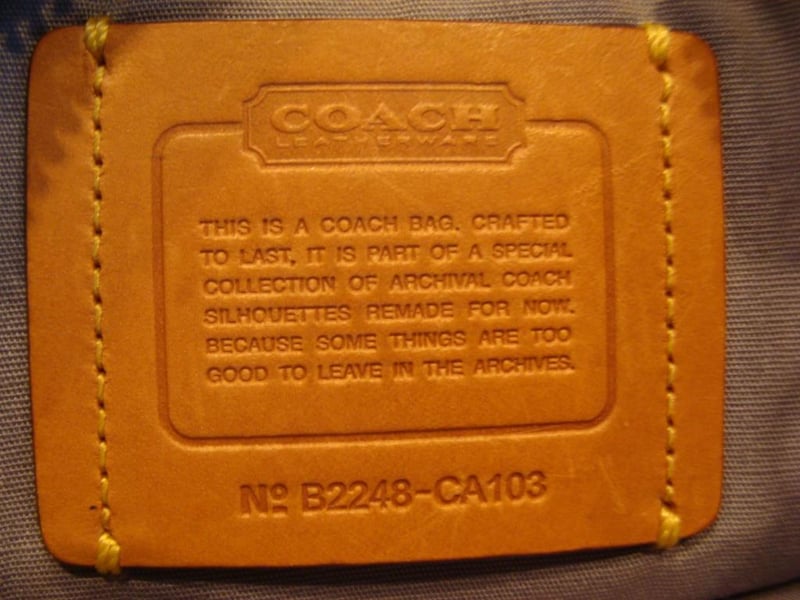 COACH
LEATHERWARE
THIS IS A COACH BAG. CRAFTED
TO LAST, IT IS PART OF A SPECIAL
COLLECTION OF ARCHIVAL COACH
SILHOUETTES REMADE FOR NOW.
BECAUSE SOME THINGS ARE TOO
GOOD TO LEAVE IN THE ARCHIVES.
Nº B2248-CA103